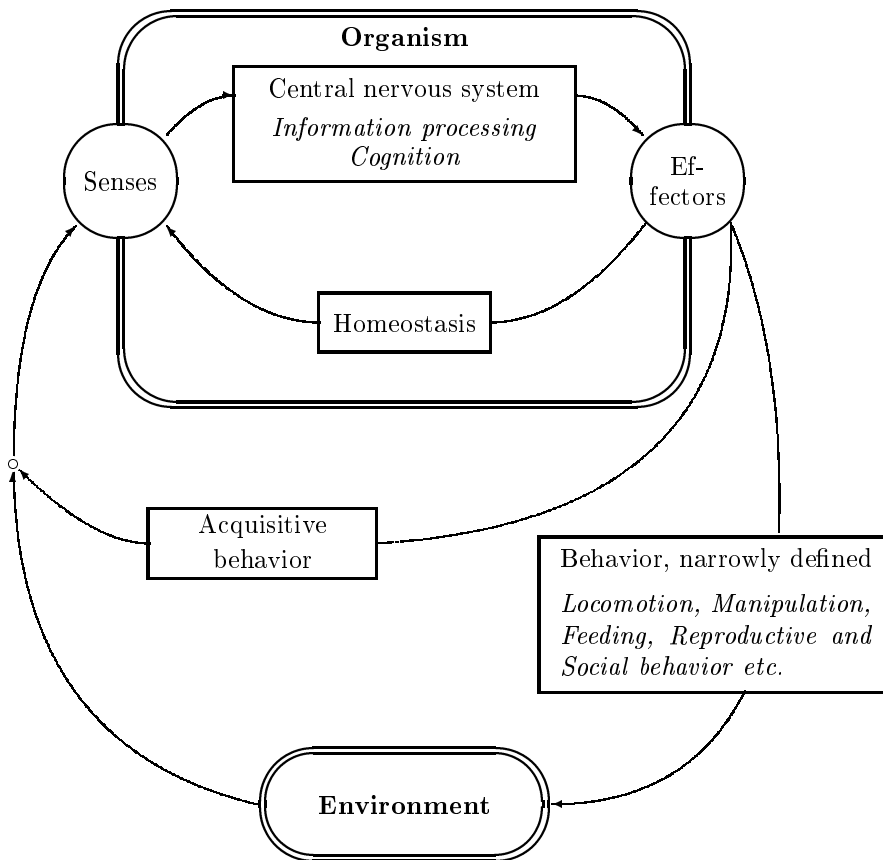 Organism
Central nervous system
Information processing
Cognition
Senses
Ef-
fectors
Homeostasis
Acquisitive
behavior
Behavior, narrowly defined
Locomotion, Manipulation,
Feeding, Reproductive and
Social behavior etc.
Environment